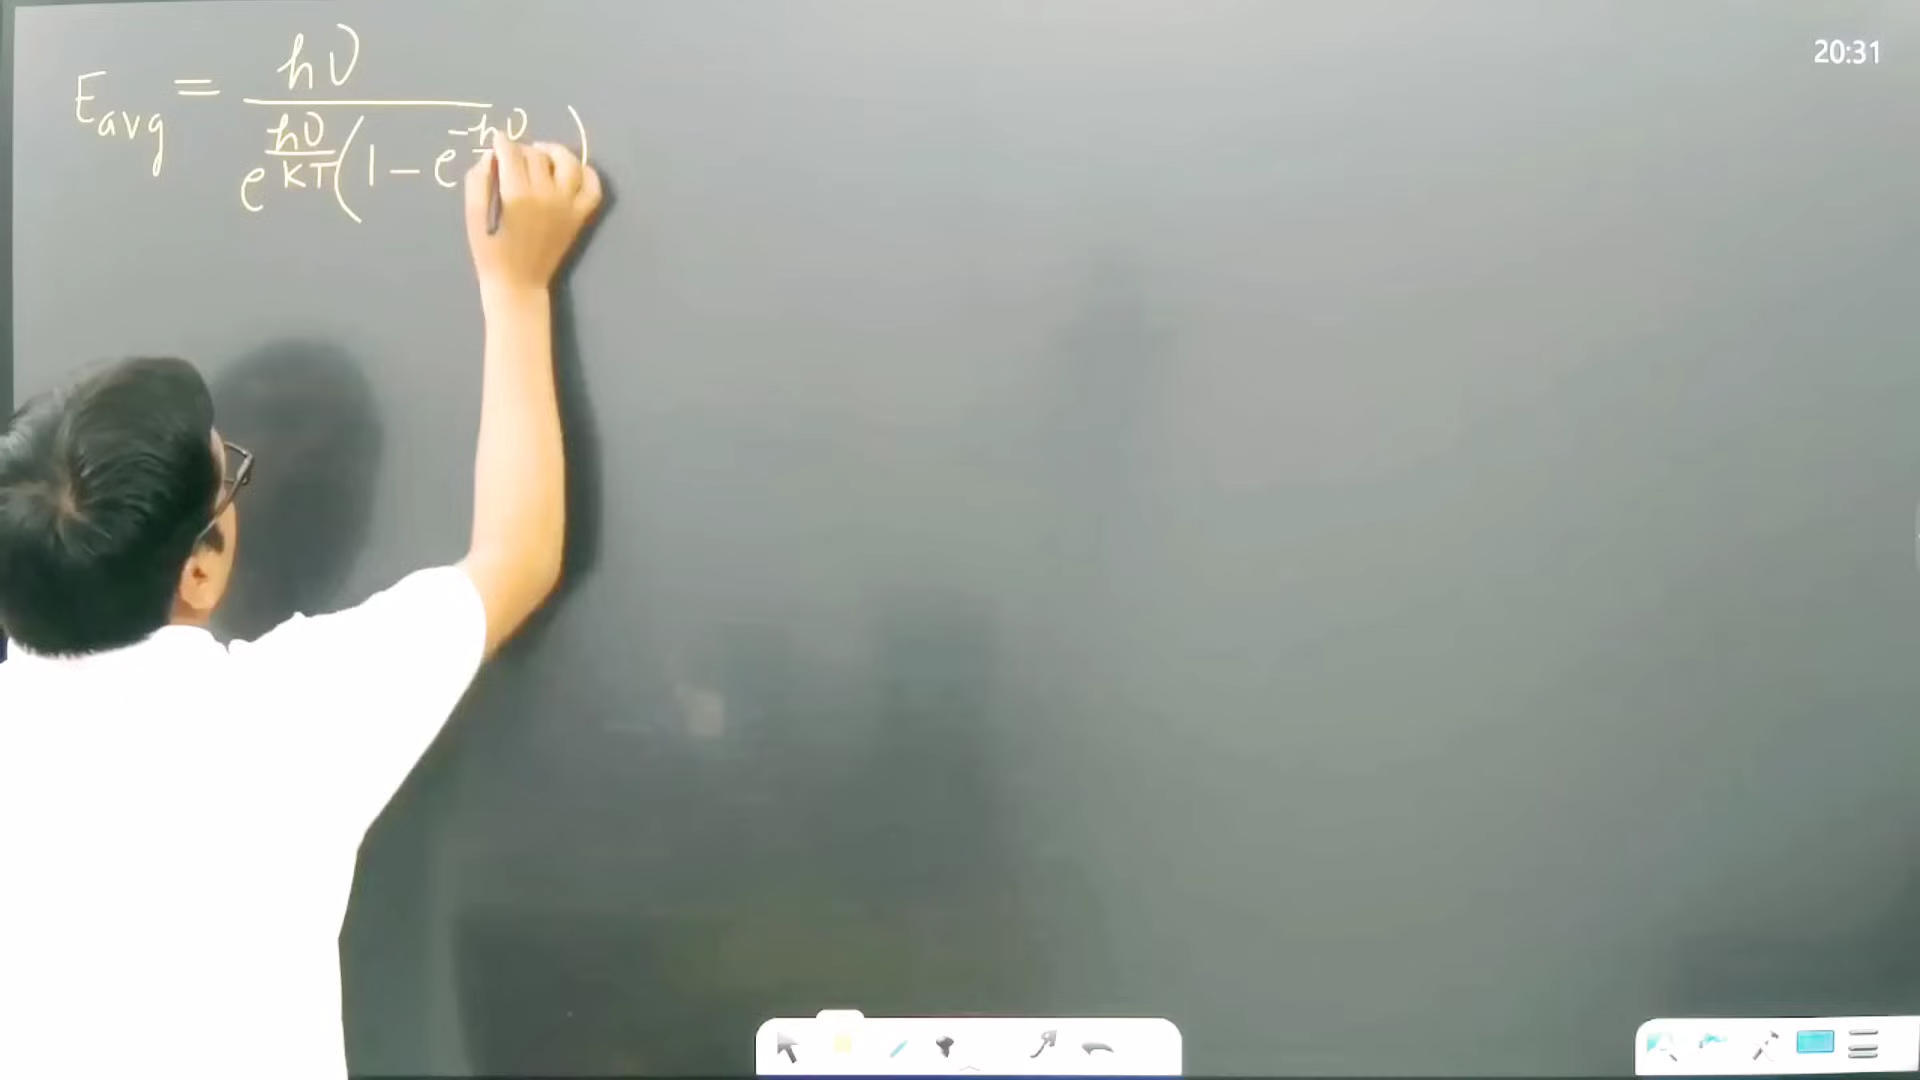 20:31
E_avg = hυ / e^(hυ/KT) (1 - e^(-hυ